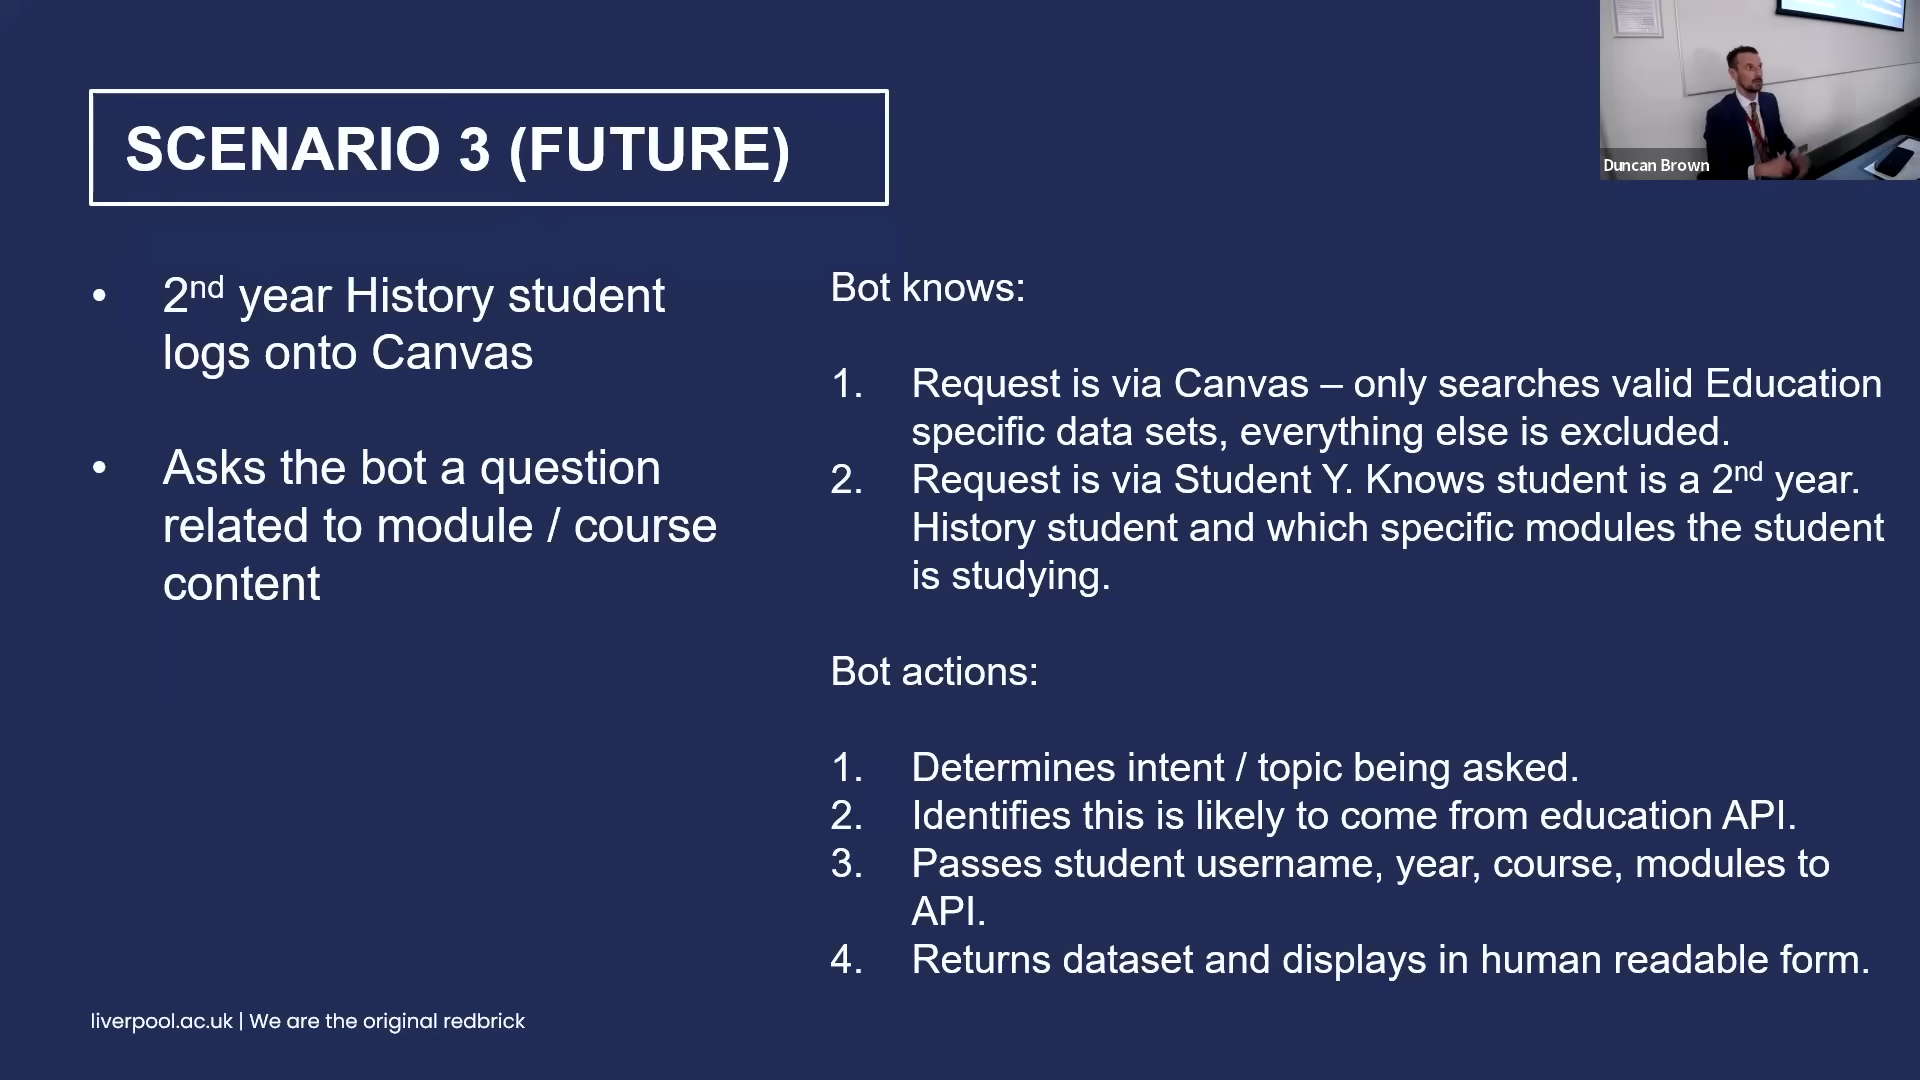 SCENARIO 3 (FUTURE)
• 2nd year History student
logs onto Canvas
• Asks the bot a question
related to module / course
content
Bot knows:
1. Request is via Canvas – only searches valid Education
specific data sets, everything else is excluded.
2. Request is via Student Y. Knows student is a 2nd year.
History student and which specific modules the student
is studying.
Bot actions:
1. Determines intent / topic being asked.
2. Identifies this is likely to come from education API.
3. Passes student username, year, course, modules to
API.
4. Returns dataset and displays in human readable form.
Duncan Brown
liverpool.ac.uk | We are the original redbrick